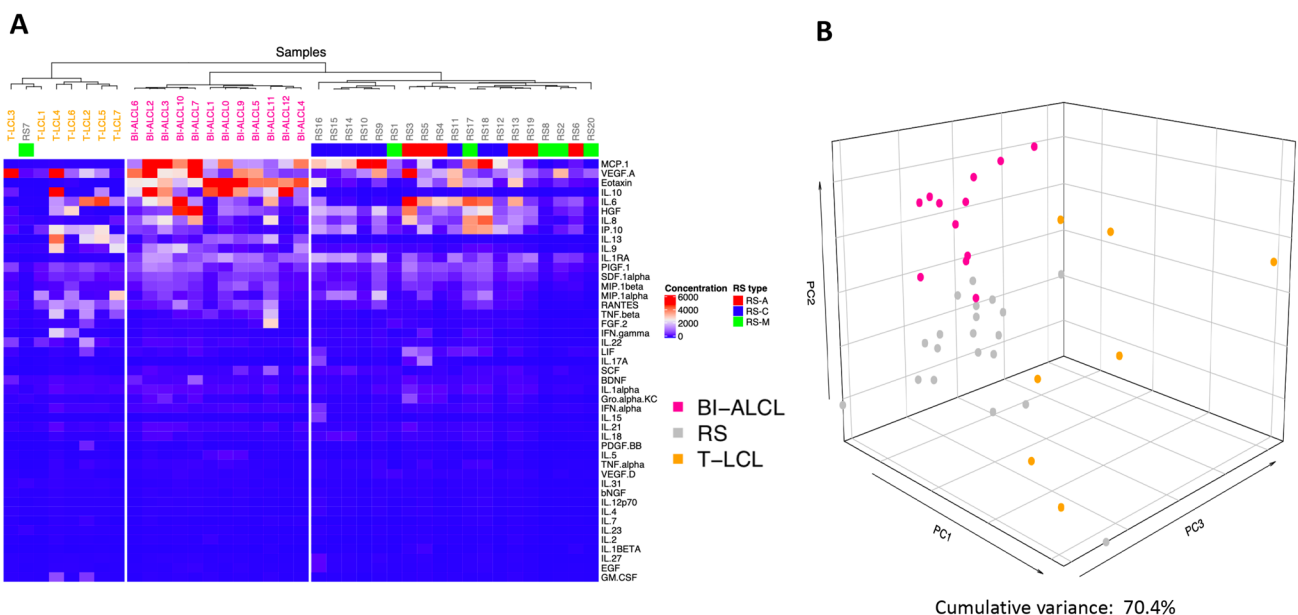 A
Samples
T-LCL3
RS7
T-LCL1
T-LCL4
T-LCL6
T-LCL2
T-LCL5
T-LCL7
BI-ALCL6
BI-ALCL2
BI-ALCL3
BI-ALCL10
BI-ALCL7
BI-ALCL1
BI-ALCL0
BI-ALCL9
BI-ALCL5
BI-ALCL11
BI-ALCL12
BI-ALCL4
RS16
RS15
RS14
RS10
RS9
RS1
RS3
RS5
RS4
RS11
RS17
RS18
RS12
RS13
RS19
RS8
RS2
RS6
RS20
MCP.1
VEGF.A
Eotaxin
IL.10
IL.6
HGF
IL.8
IP.10
IL.13
IL.9
IL.1RA
PIGF.1
SDF.1alpha
MIP.1beta
MIP.1alpha
RANTES
TNF.beta
FGF.2
IFN.gamma
IL.22
LIF
IL.17A
SCF
BDNF
IL.1alpha
Gro.alpha.KC
IFN.alpha
IL.15
IL.21
IL.18
PDGF.BB
IL.5
TNF.alpha
VEGF.D
IL.31
bNGF
IL.12p70
IL.4
IL.7
IL.23
IL.2
IL.1BETA
IL.27
EGF
GM.CSF
Concentration
6000
4000
2000
0
RS type
RS-A
RS-C
RS-M
BI-ALCL
RS
T-LCL
B
PC2
PC1
PC3
Cumulative variance: 70.4%